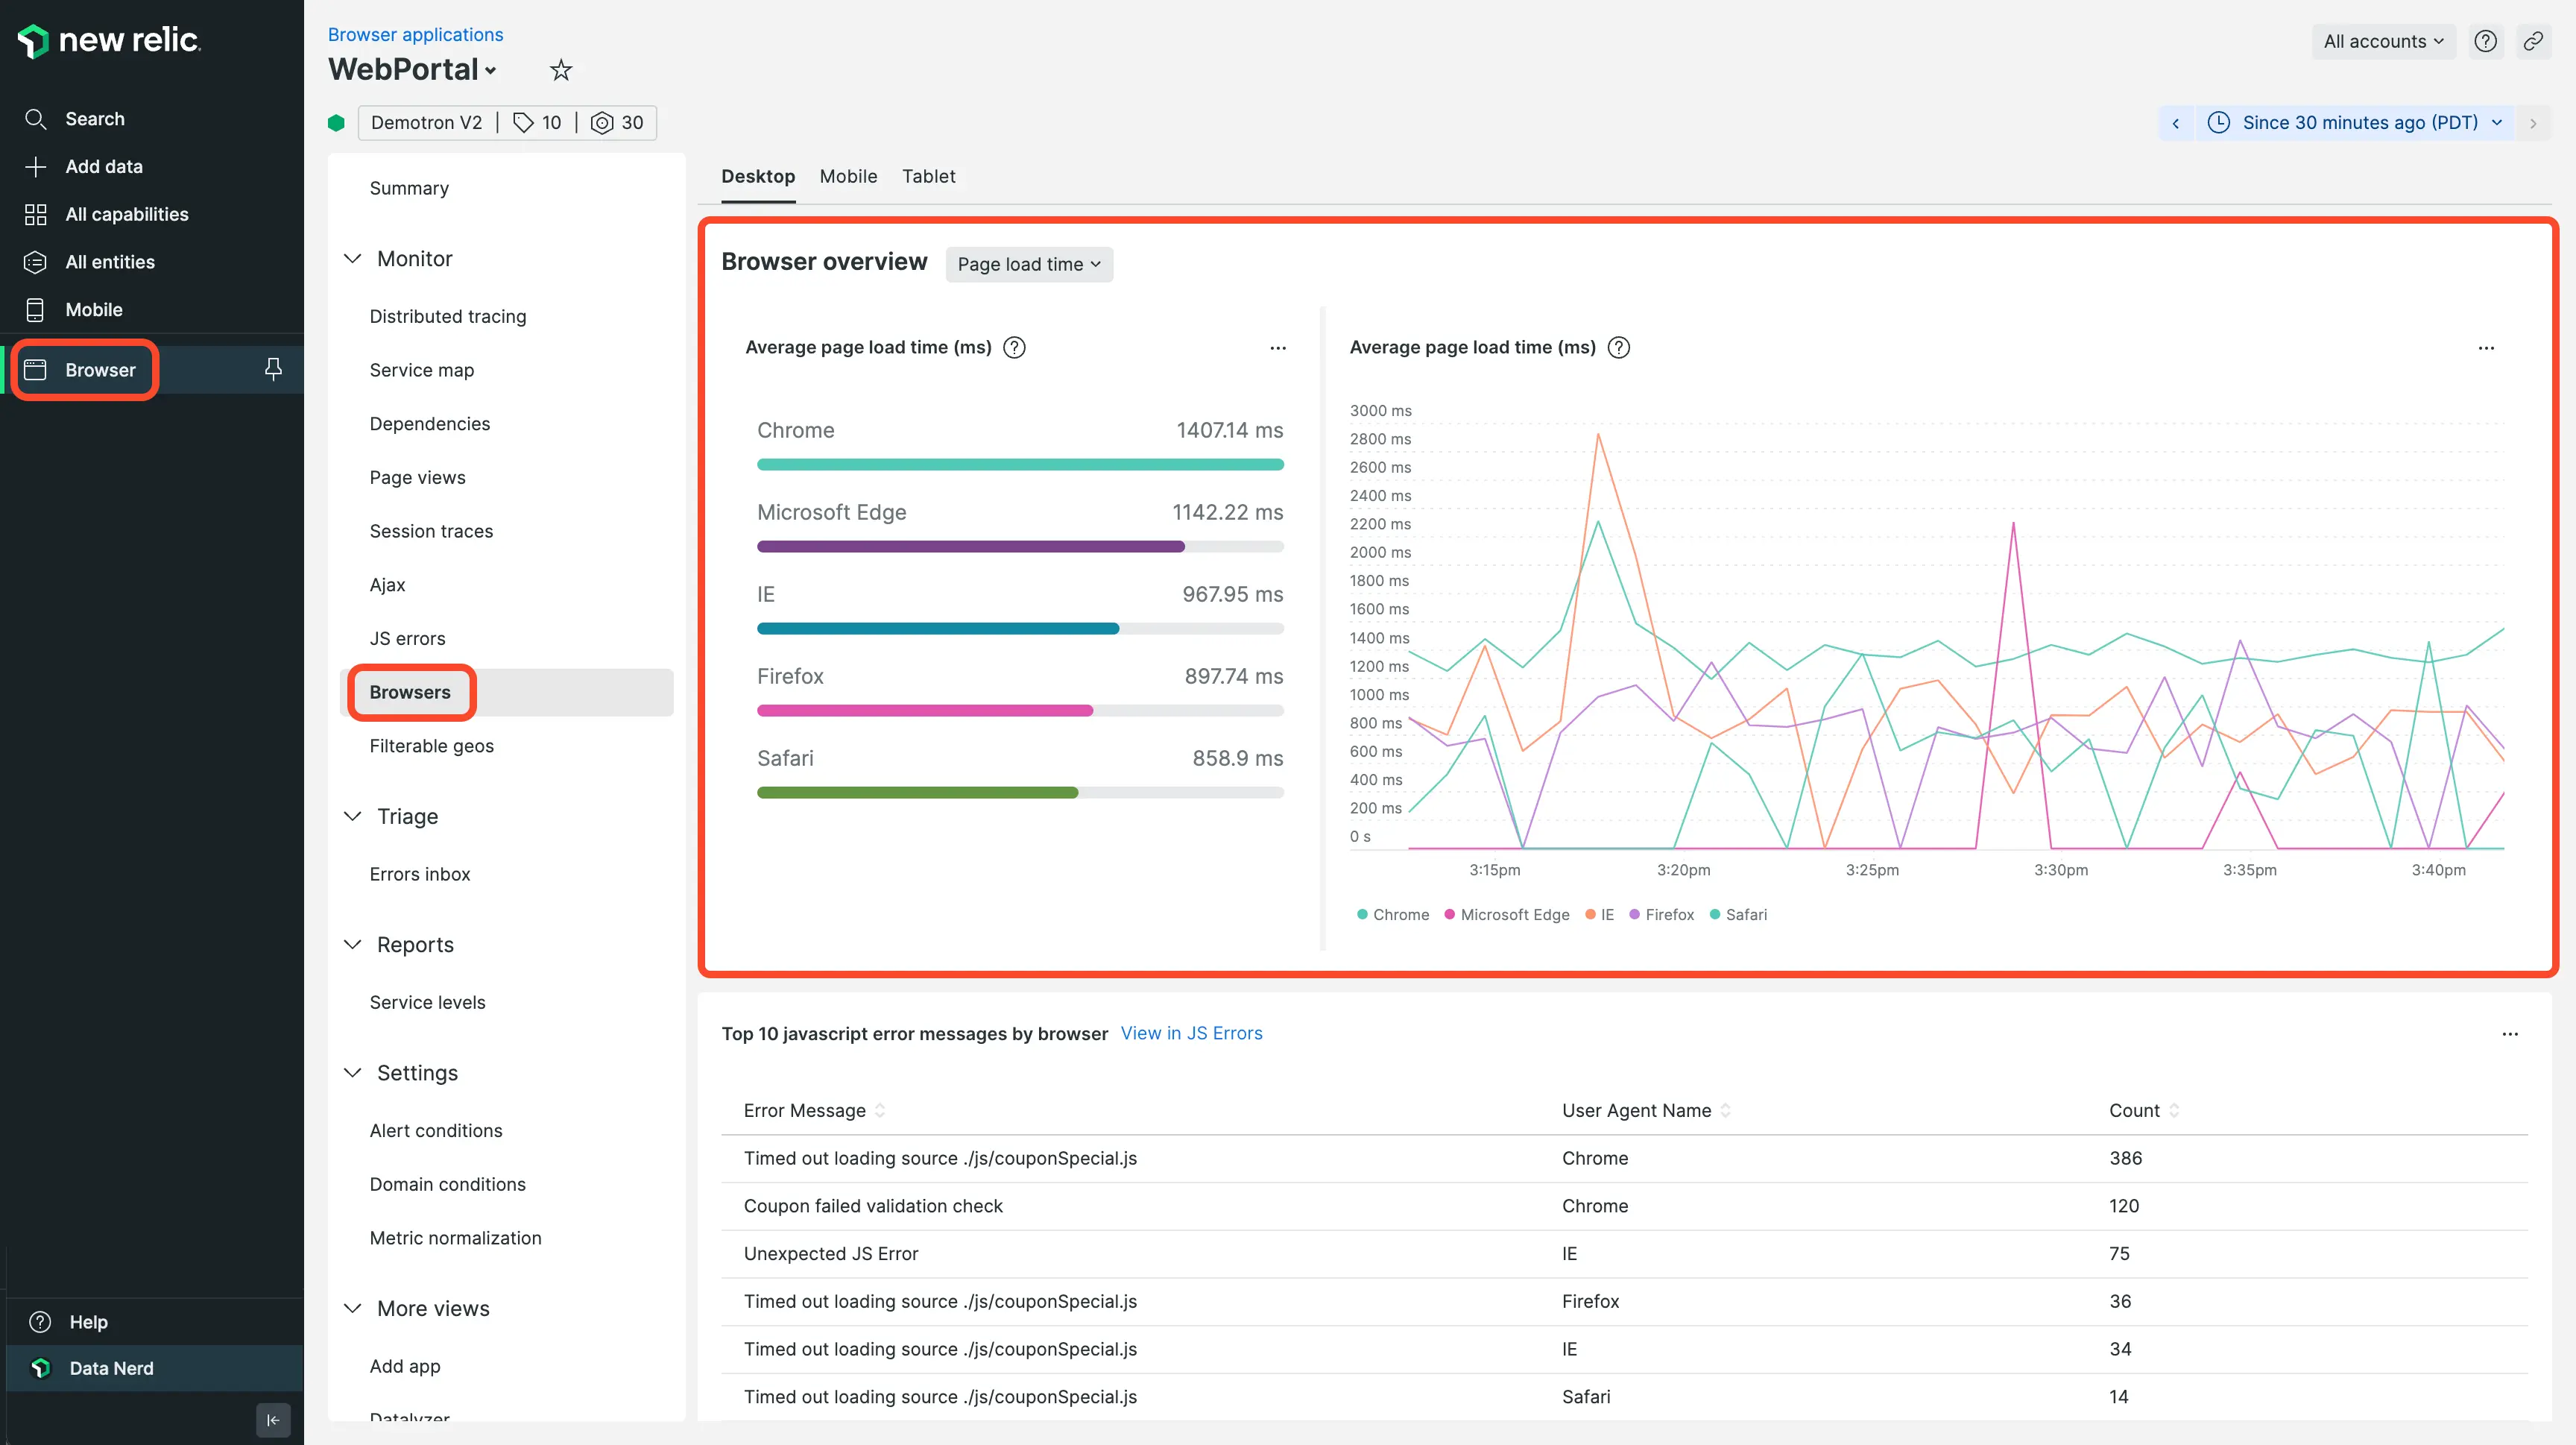 new relic.
Search
Add data
All capabilities
All entities
Mobile
Browser
Help
Data Nerd
Browser applications
WebPortal
Demotron V2 | 10 | 30
All accounts
Since 30 minutes ago (PDT)
Summary
Monitor
Distributed tracing
Service map
Dependencies
Page views
Session traces
Ajax
JS errors
Browsers
Filterable geos
Triage
Errors inbox
Reports
Service levels
Settings
Alert conditions
Domain conditions
Metric normalization
More views
Add app
Datalyzer
Desktop Mobile Tablet
Browser overview Page load time
Average page load time (ms)
Chrome 1407.14 ms
Microsoft Edge 1142.22 ms
IE 967.95 ms
Firefox 897.74 ms
Safari 858.9 ms
Average page load time (ms)
3000 ms
2800 ms
2600 ms
2400 ms
2200 ms
2000 ms
1800 ms
1600 ms
1400 ms
1200 ms
1000 ms
800 ms
600 ms
400 ms
200 ms
0 s
3:15pm 3:20pm 3:25pm 3:30pm 3:35pm 3:40pm
Chrome Microsoft Edge IE Firefox Safari
Top 10 javascript error messages by browser View in JS Errors
Error Message User Agent Name Count
Timed out loading source ./js/couponSpecial.js Chrome 386
Coupon failed validation check Chrome 120
Unexpected JS Error IE 75
Timed out loading source ./js/couponSpecial.js Firefox 36
Timed out loading source ./js/couponSpecial.js IE 34
Timed out loading source ./js/couponSpecial.js Safari 14